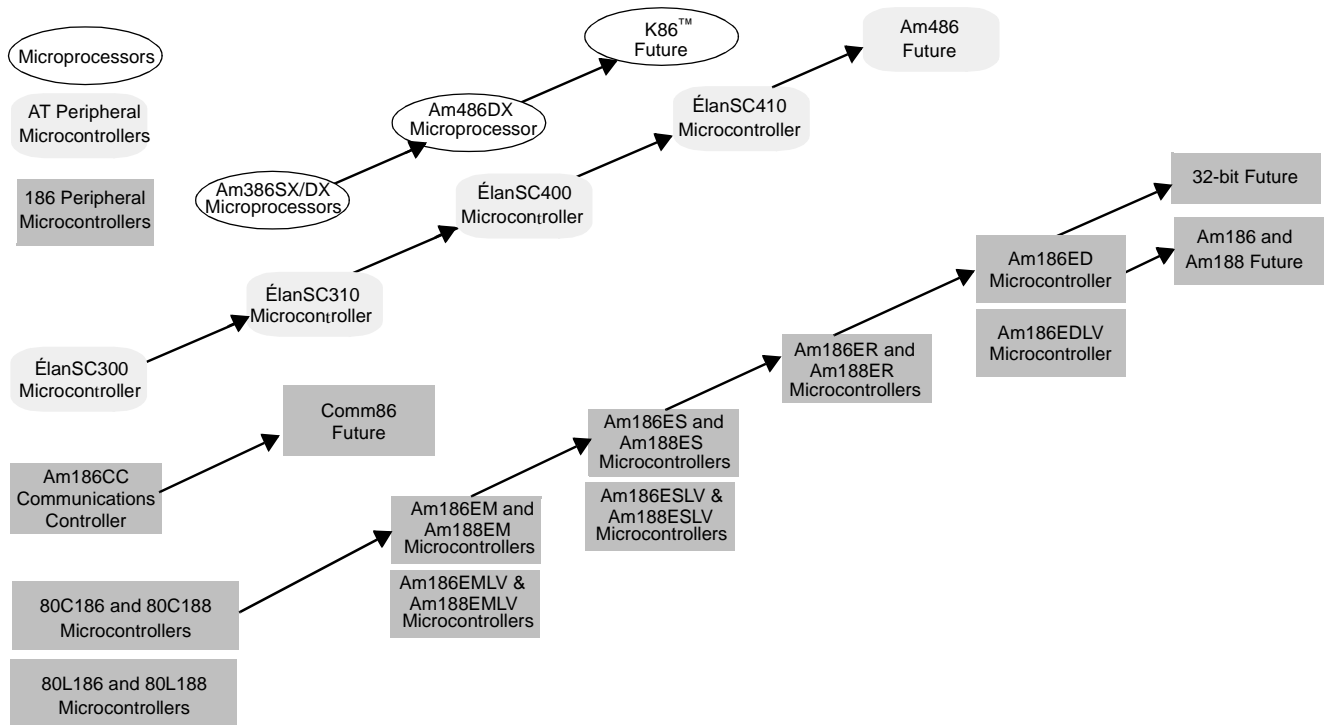 Microprocessors
AT Peripheral
Microcontrollers
186 Peripheral
Microcontrollers
K86™
Future
Am486DX
Microprocessor
Am386SX/DX
Microprocessors
Am486
Future
ÉlanSC410
Microcontroller
ÉlanSC400
Microcontroller
ÉlanSC310
Microcontroller
ÉlanSC300
Microcontroller
32-bit Future
Am186 and
Am188 Future
Am186ED
Microcontroller
Am186EDLV
Microcontroller
Am186ER and
Am188ER
Microcontrollers
Am186ES and
Am188ES
Microcontrollers
Am186ESLV &
Am188ESLV
Microcontrollers
Comm86
Future
Am186CC
Communications
Controller
Am186EM and
Am188EM
Microcontrollers
Am186EMLV &
Am188EMLV
Microcontrollers
80C186 and 80C188
Microcontrollers
80L186 and 80L188
Microcontrollers